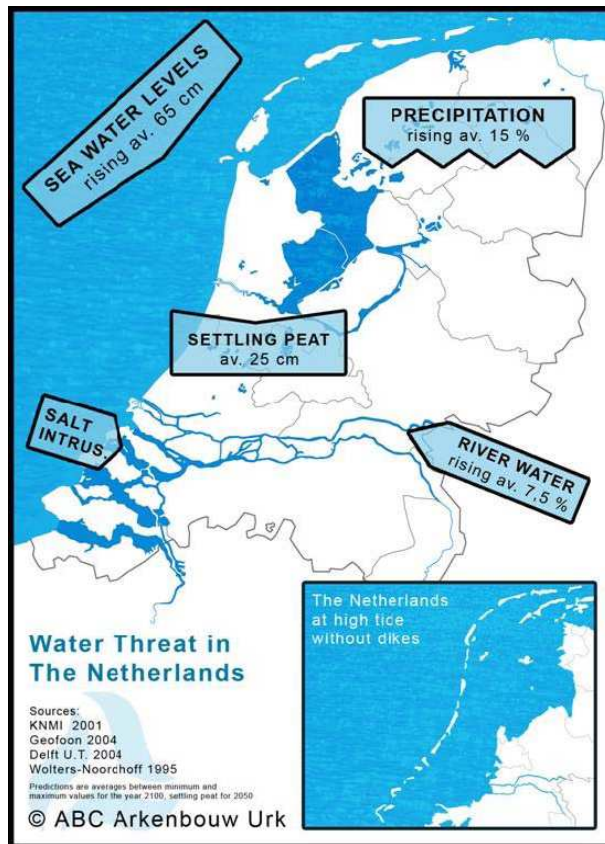 SEA WATER LEVELS
rising av. 65 cm
PRECIPITATION
rising av. 15 %
SETTLING PEAT
av. 25 cm
SALT
INTRUS.
RIVER WATER
rising av. 7,5 %
The Netherlands
at high tice
without dikes
Water Threat in
The Netherlands
Sources:
KNMI 2001
Geofoon 2004
Delft U.T. 2004
Wolters-Noorchoff 1995
Predictions are averages between minimum and
maximum values for the year 2100, settling peat for 2050
© ABC Arkenbouw Urk